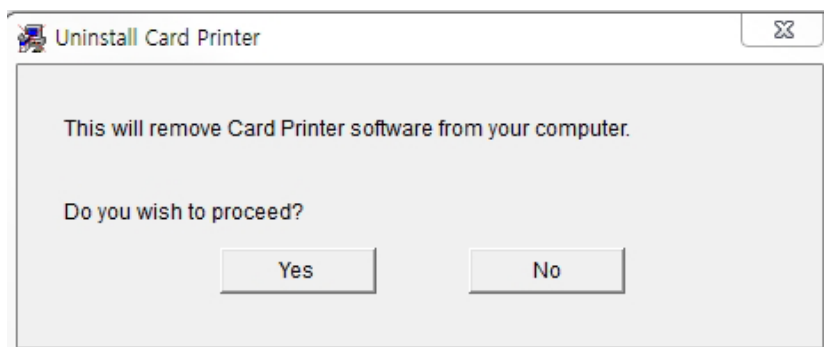 Uninstall Card Printer
This will remove Card Printer software from your computer.
Do you wish to proceed?
Yes No